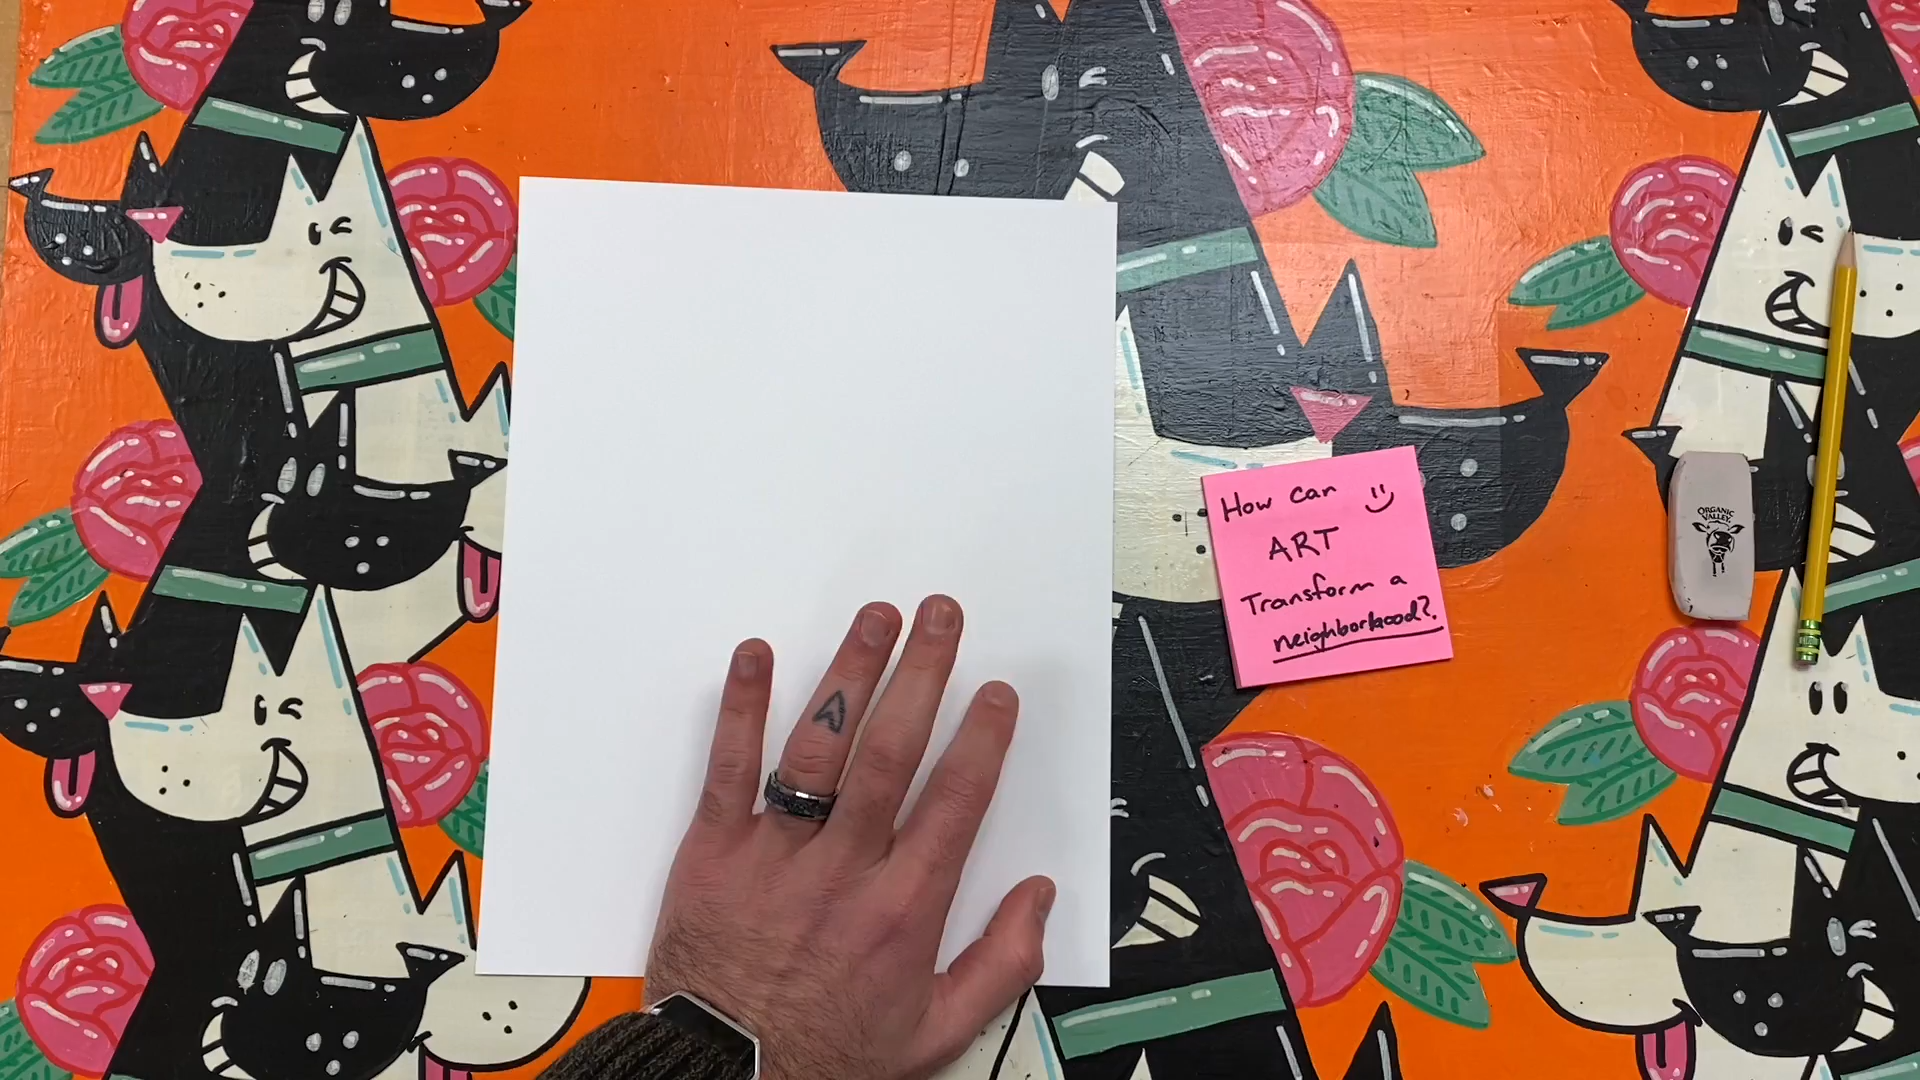 How can
ART
Transform a
neighborhood?
ORGANIC
VALLEY